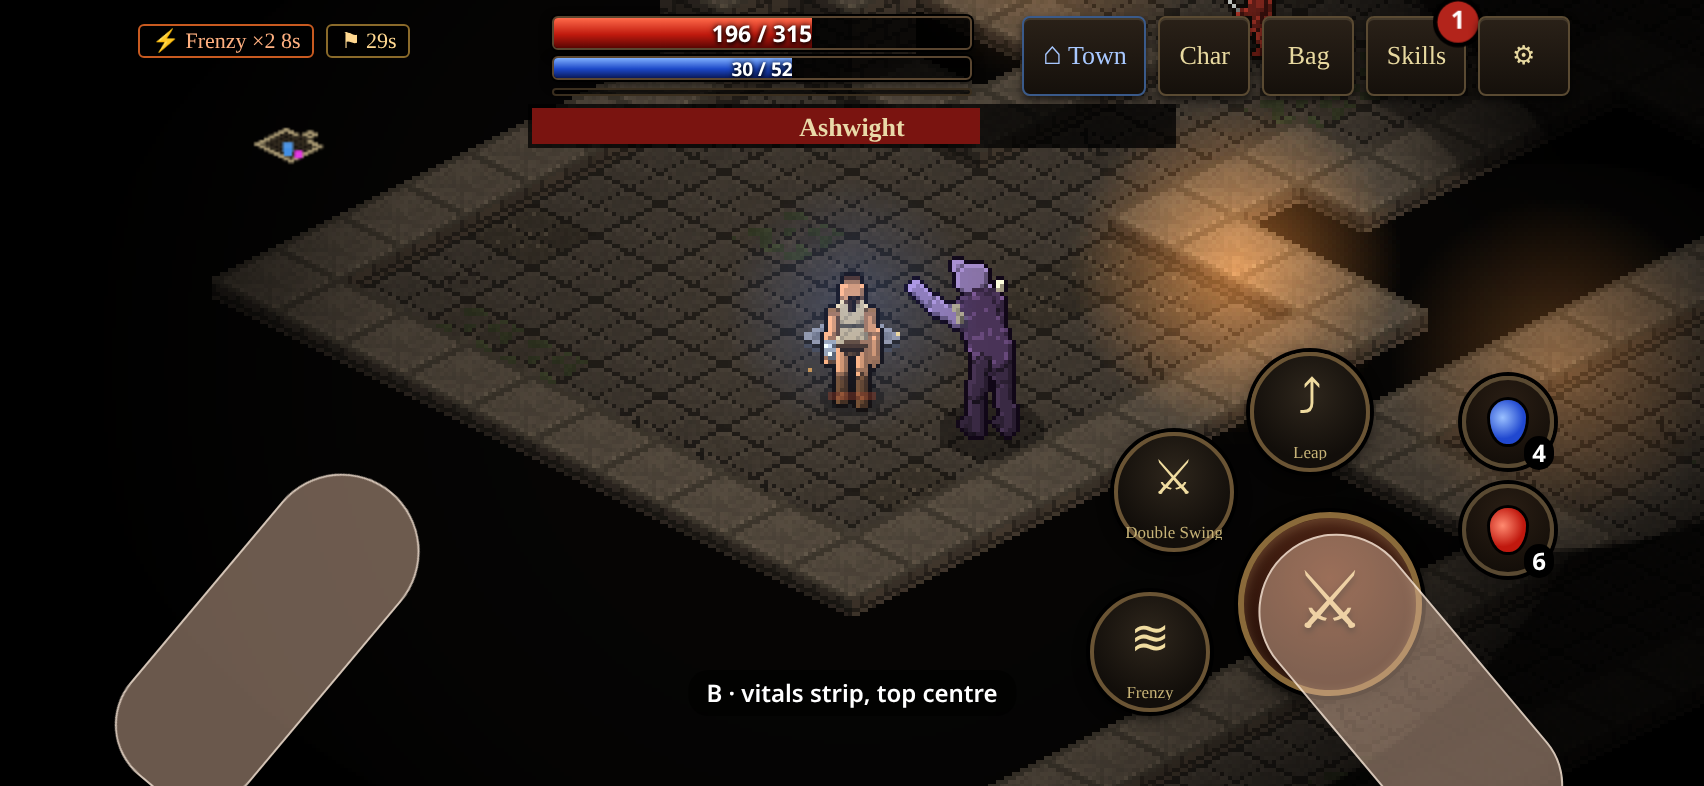 ⚡ Frenzy ×2 8s
⚑ 29s
196 / 315
30 / 52
⌂ Town
Char
Bag
Skills
1
⚙
Ashwight
Leap
4
Double Swing
6
Frenzy
B · vitals strip, top centre